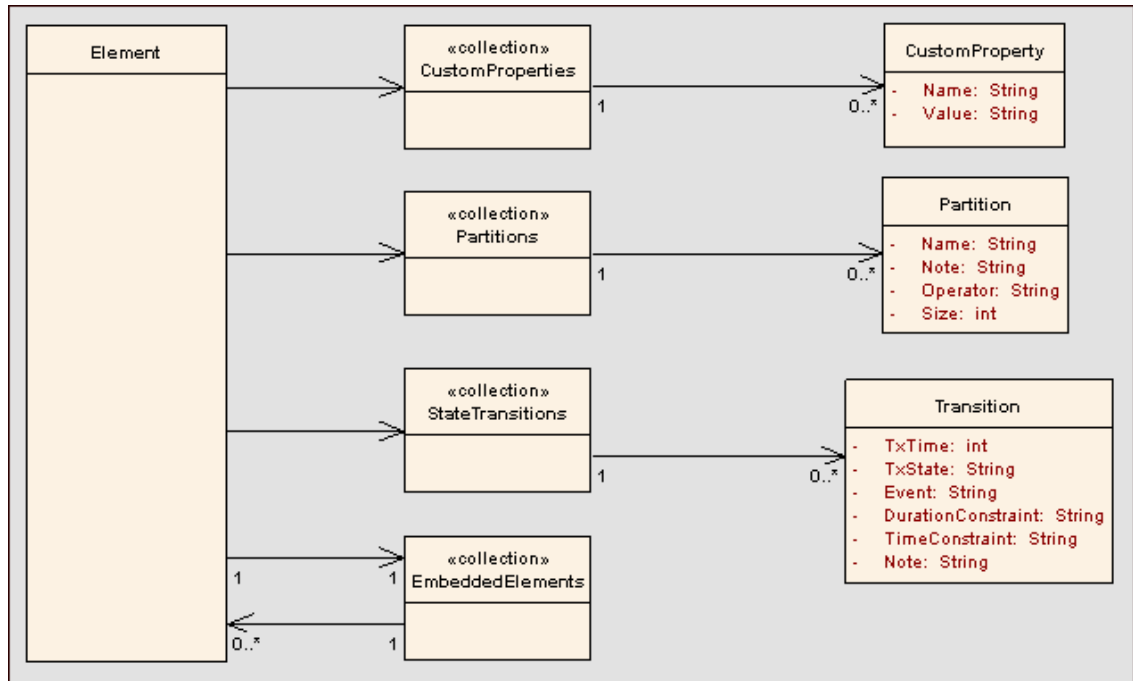 Element
«collection»
CustomProperties
1
0..*
CustomProperty
- Name: String
- Value: String
«collection»
Partitions
1
0..*
Partition
- Name: String
- Note: String
- Operator: String
- Size: int
«collection»
StateTransitions
1
0..*
Transition
- TxTime: int
- TxState: String
- Event: String
- DurationConstraint: String
- TimeConstraint: String
- Note: String
1
1
«collection»
EmbeddedElements
0..*
1